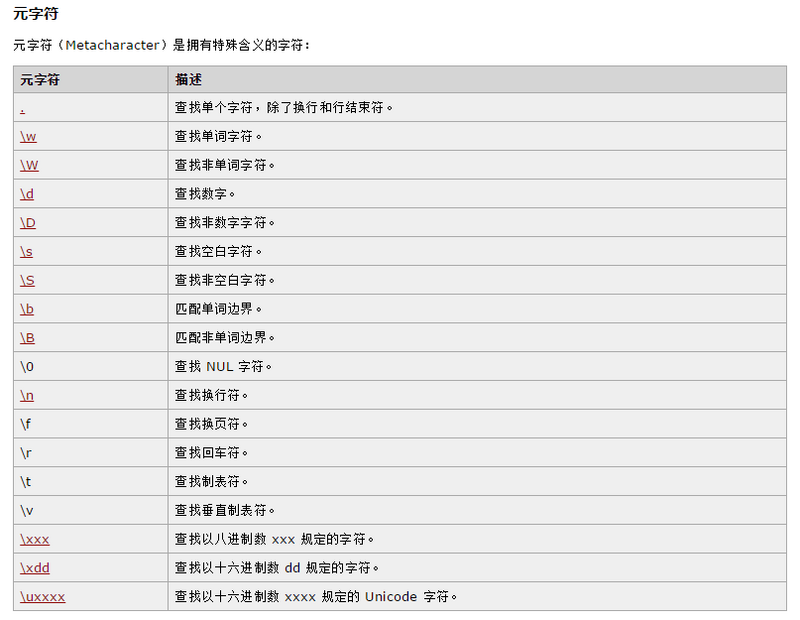 元字符
元字符（Metacharacter）是拥有特殊含义的字符：
元字符 描述
. 查找单个字符，除了换行和行结束符。
\w 查找单词字符。
\W 查找非单词字符。
\d 查找数字。
\D 查找非数字字符。
\s 查找空白字符。
\S 查找非空白字符。
\b 匹配单词边界。
\B 匹配非单词边界。
\0 查找 NUL 字符。
\n 查找换行符。
\f 查找换页符。
\r 查找回车符。
\t 查找制表符。
\v 查找垂直制表符。
\xxx 查找以八进制数 xxx 规定的字符。
\xdd 查找以十六进制数 dd 规定的字符。
\uxxxx 查找以十六进制数 xxxx 规定的 Unicode 字符。